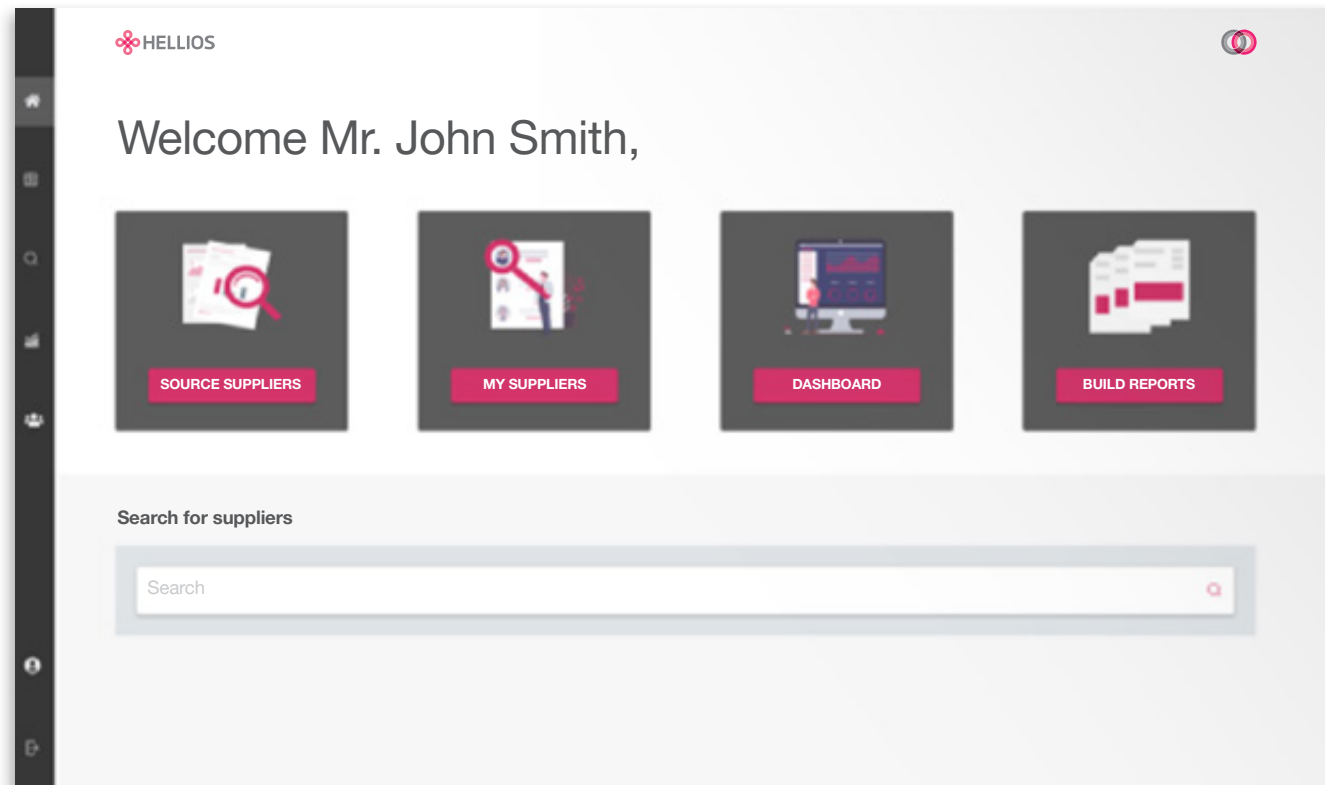 HELLIOS
Welcome Mr. John Smith,
SOURCE SUPPLIERS
MY SUPPLIERS
DASHBOARD
BUILD REPORTS
Search for suppliers
Search